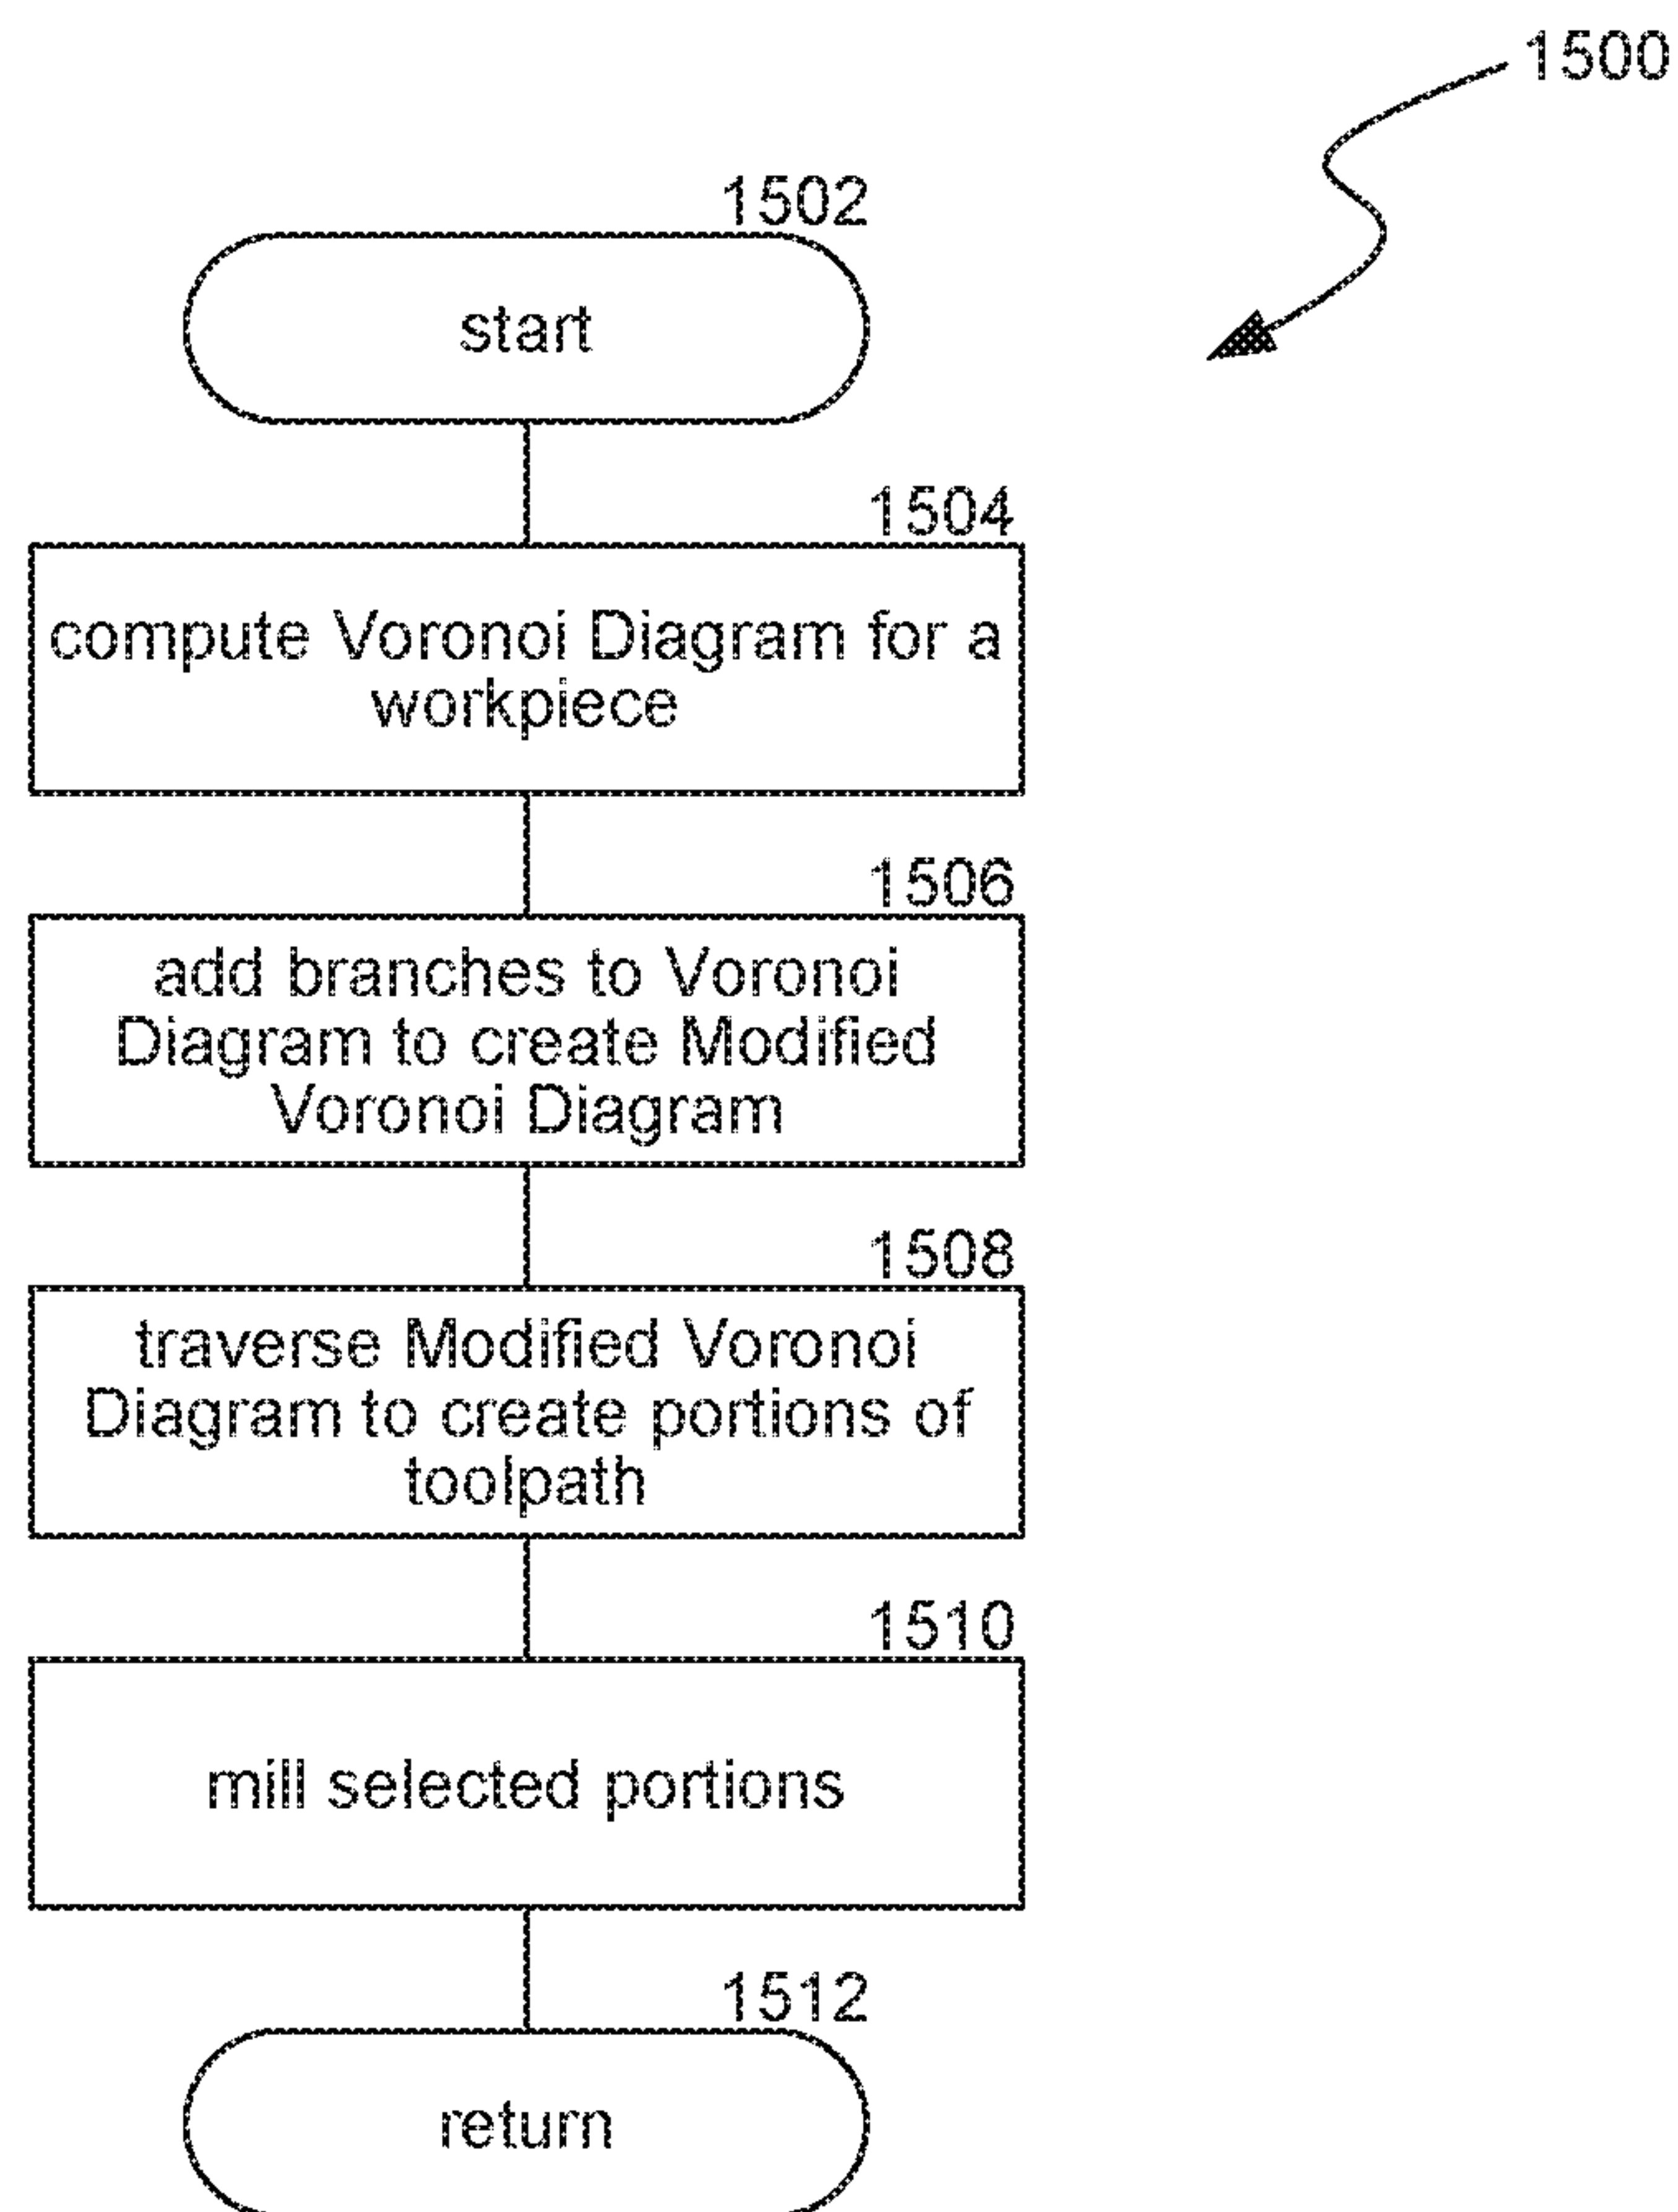 1500
1502
start
1504
compute Voronoi Diagram for a
workpiece
1506
add branches to Voronoi
Diagram to create Modified
Voronoi Diagram
1508
traverse Modified Voronoi
Diagram to create portions of
toolpath
1510
mill selected portions
1512
return